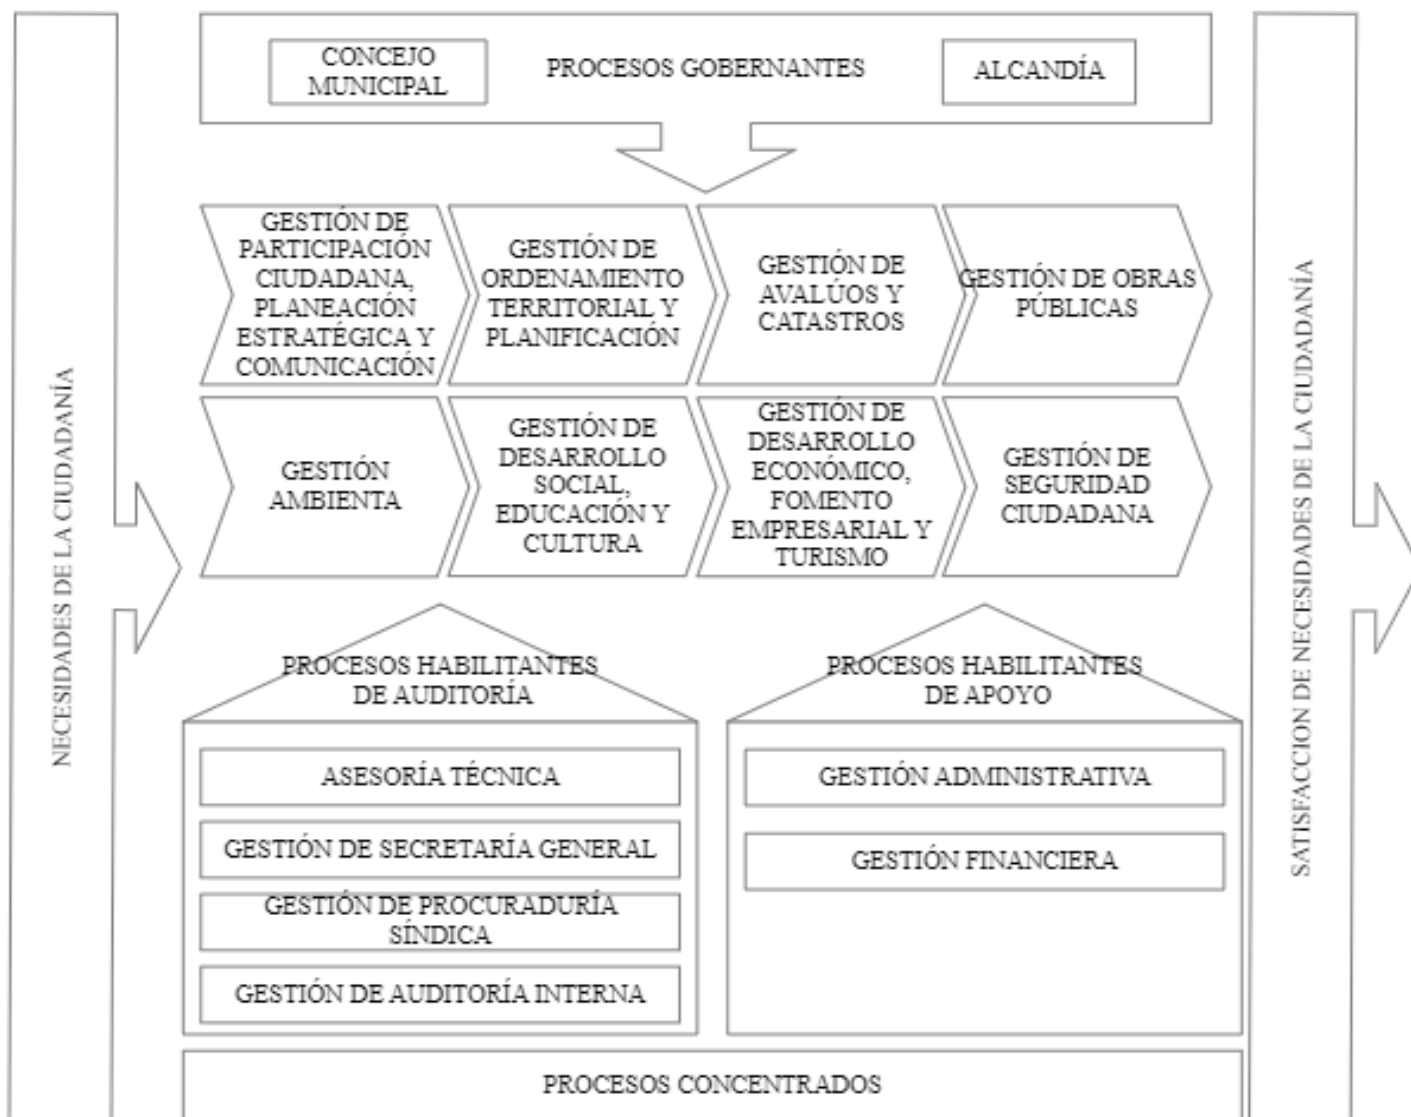 NECESIDADES DE LA CIUDADANÍA
CONCEJO
MUNICIPAL
PROCESOS GOBERNANTES
ALCANDÍA
GESTIÓN DE
PARTICIPACIÓN
CIUDADANA,
PLANEACIÓN
ESTRATÉGICA Y
COMUNICACIÓN
GESTIÓN DE
ORDENAMIENTO
TERRITORIAL Y
PLANIFICACIÓN
GESTIÓN DE
AVALÚOS Y
CATASTROS
GESTIÓN DE OBRAS
PÚBLICAS
GESTIÓN
AMBIENTA
GESTIÓN DE
DESARROLLO
SOCIAL,
EDUCACIÓN Y
CULTURA
GESTIÓN DE
DESARROLLO
ECONÓMICO,
FOMENTO
EMPRESARIAL Y
TURISMO
GESTIÓN DE
SEGURIDAD
CIUDADANA
PROCESOS HABILITANTES
DE AUDITORÍA
ASESORÍA TÉCNICA
GESTIÓN DE SECRETARÍA GENERAL
GESTIÓN DE PROCURADURÍA
SÍNDICA
GESTIÓN DE AUDITORÍA INTERNA
PROCESOS HABILITANTES
DE APOYO
GESTIÓN ADMINISTRATIVA
GESTIÓN FINANCIERA
PROCESOS CONCENTRADOS
SATISFACCION DE NECESIDADES DE LA CIUDADANÍA